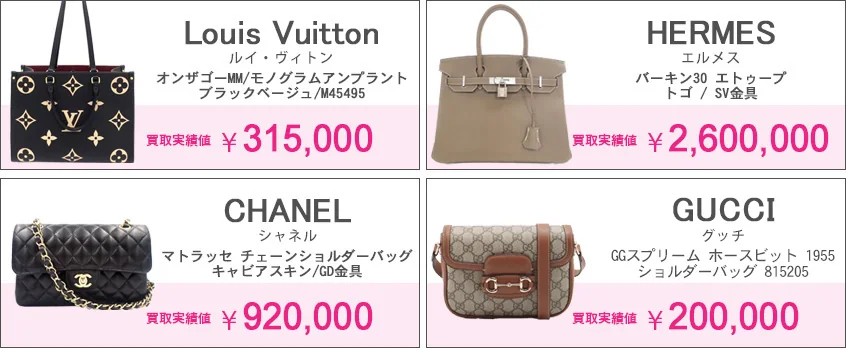 Louis Vuitton
ルイ・ヴィトン
オンザゴーMM/モノグラムアンプラント
ブラックベージュ/M45495
買取実績値 ¥315,000
HERMES
エルメス
バーキン30 エトゥープ
トゴ / SV金具
買取実績値 ¥2,600,000
CHANEL
シャネル
マトラッセ チェーンショルダーバッグ
キャビアスキン/GD金具
買取実績値 ¥920,000
GUCCI
グッチ
GGスプリーム ホースビット 1955
ショルダーバッグ 815205
買取実績値 ¥200,000